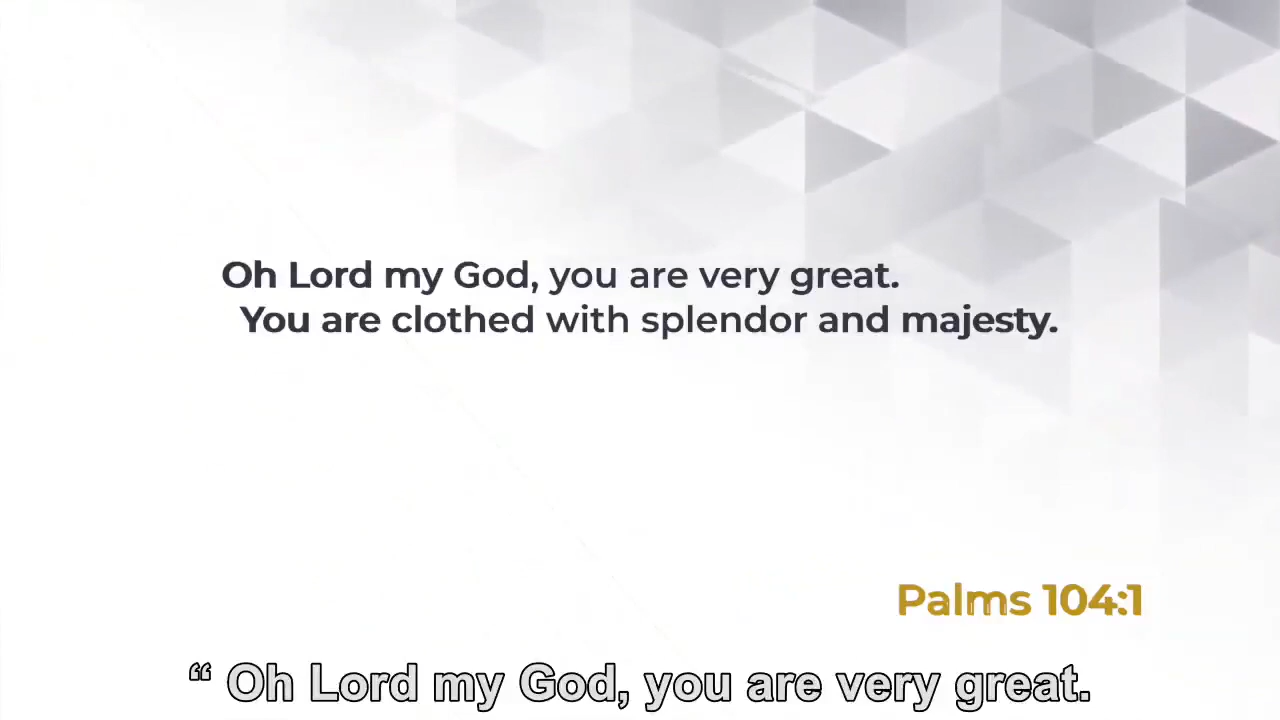 Oh Lord my God, you are very great.
You are clothed with splendor and majesty.
Palms 104:1
“ Oh Lord my God, you are very great.